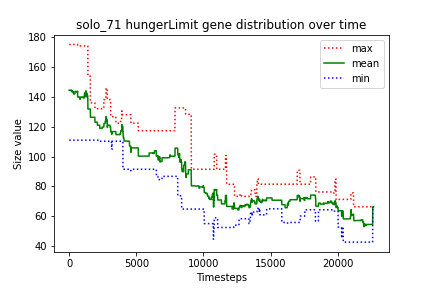 solo_71 hungerLimit gene distribution over time
max
mean
min
Size value
180
160
140
120
100
80
60
40
0 5000 10000 15000 20000
Timesteps